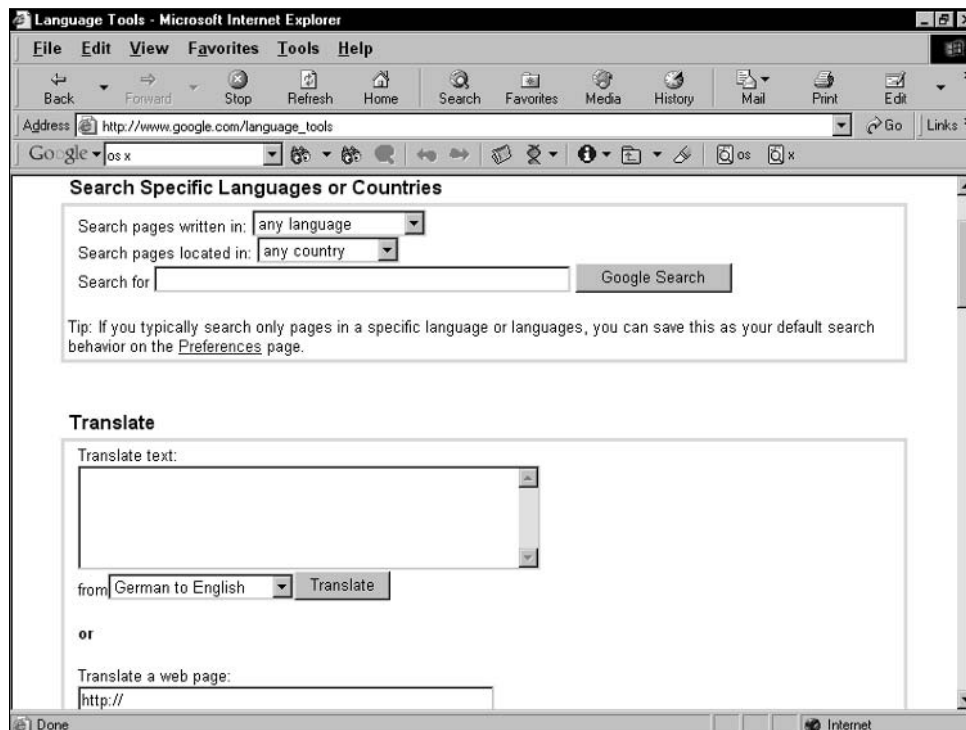 Language Tools - Microsoft Internet Explorer
File Edit View Favorites Tools Help
Back Forward Stop Refresh Home Search Favorites Media History Mail Print Edit
Address http://www.google.com/language_tools Go Links
Google os x os x
Search Specific Languages or Countries
Search pages written in: any language
Search pages located in: any country
Search for Google Search
Tip: If you typically search only pages in a specific language or languages, you can save this as your default search
behavior on the Preferences page.
Translate
Translate text:
from German to English Translate
or
Translate a web page:
http://
Done Internet